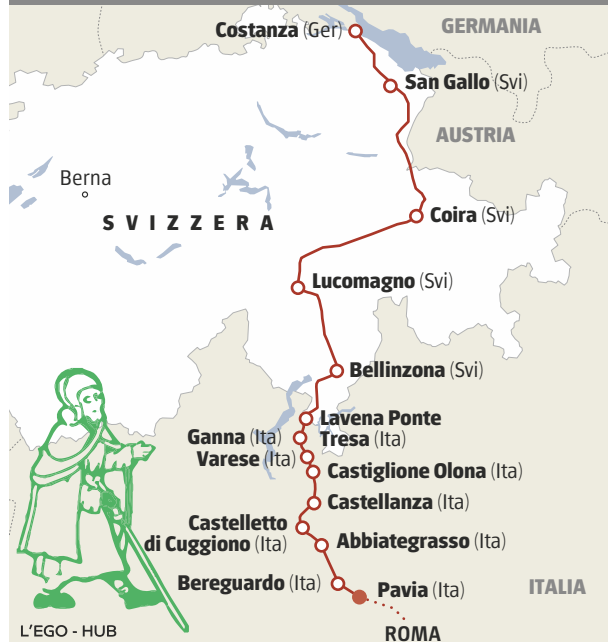 Costanza (Ger)
GERMANIA
San Gallo (Svi)
AUSTRIA
Berna
SVIZZERA
Coira (Svi)
Lucomagno (Svi)
Bellinzona (Svi)
Lavena Ponte
Tresa (Ita)
Ganna (Ita)
Varese (Ita)
Castiglione Olona (Ita)
Castellanza (Ita)
Castelletto
di Cuggiono (Ita)
Abbiategrasso (Ita)
Bereguardo (Ita)
Pavia (Ita)
ITALIA
L'EGO - HUB
ROMA